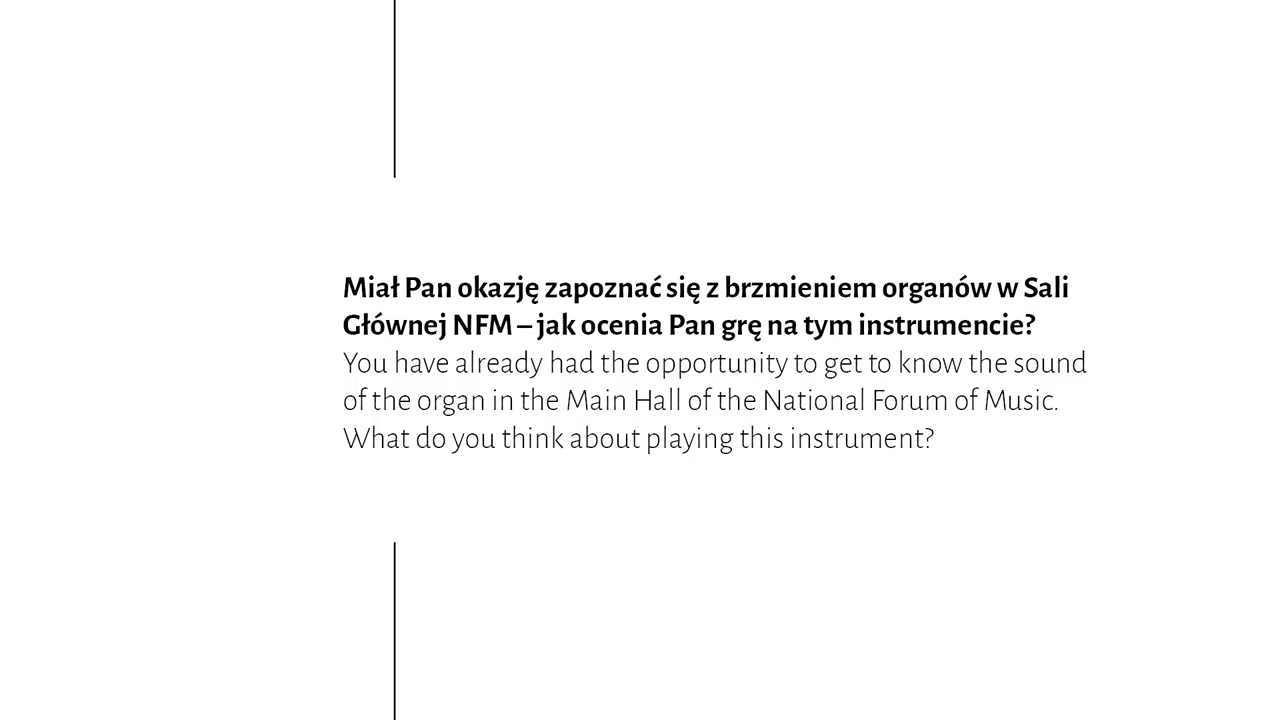 Miał Pan okazję zapoznać się z brzmieniem organów w Sali
Głównej NFM – jak ocenia Pan grę na tym instrumencie?
You have already had the opportunity to get to know the sound
of the organ in the Main Hall of the National Forum of Music.
What do you think about playing this instrument?